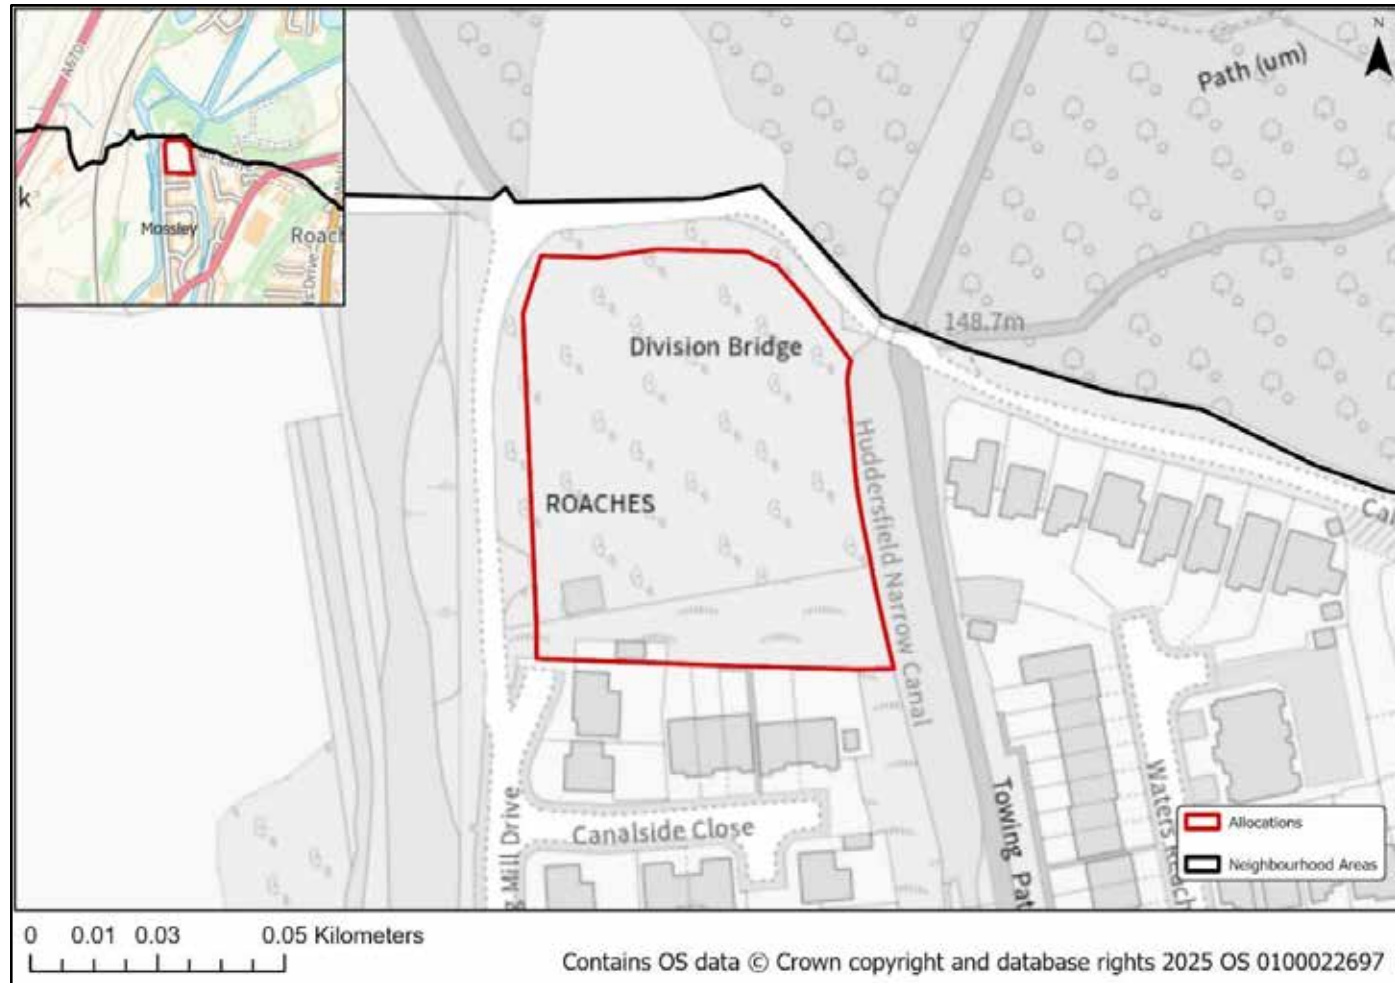 N
A670
k
Mossley
Roach
s Drive
Path (um)
148.7m
Division Bridge
ROACHES
Huddersfield Narrow Canal
Cal
Canalside Close
g Mill Drive
Towing Pat
Waters Reach
Allocations
Neighbourhood Areas
0 0.01 0.03 0.05 Kilometers
Contains OS data © Crown copyright and database rights 2025 OS 0100022697